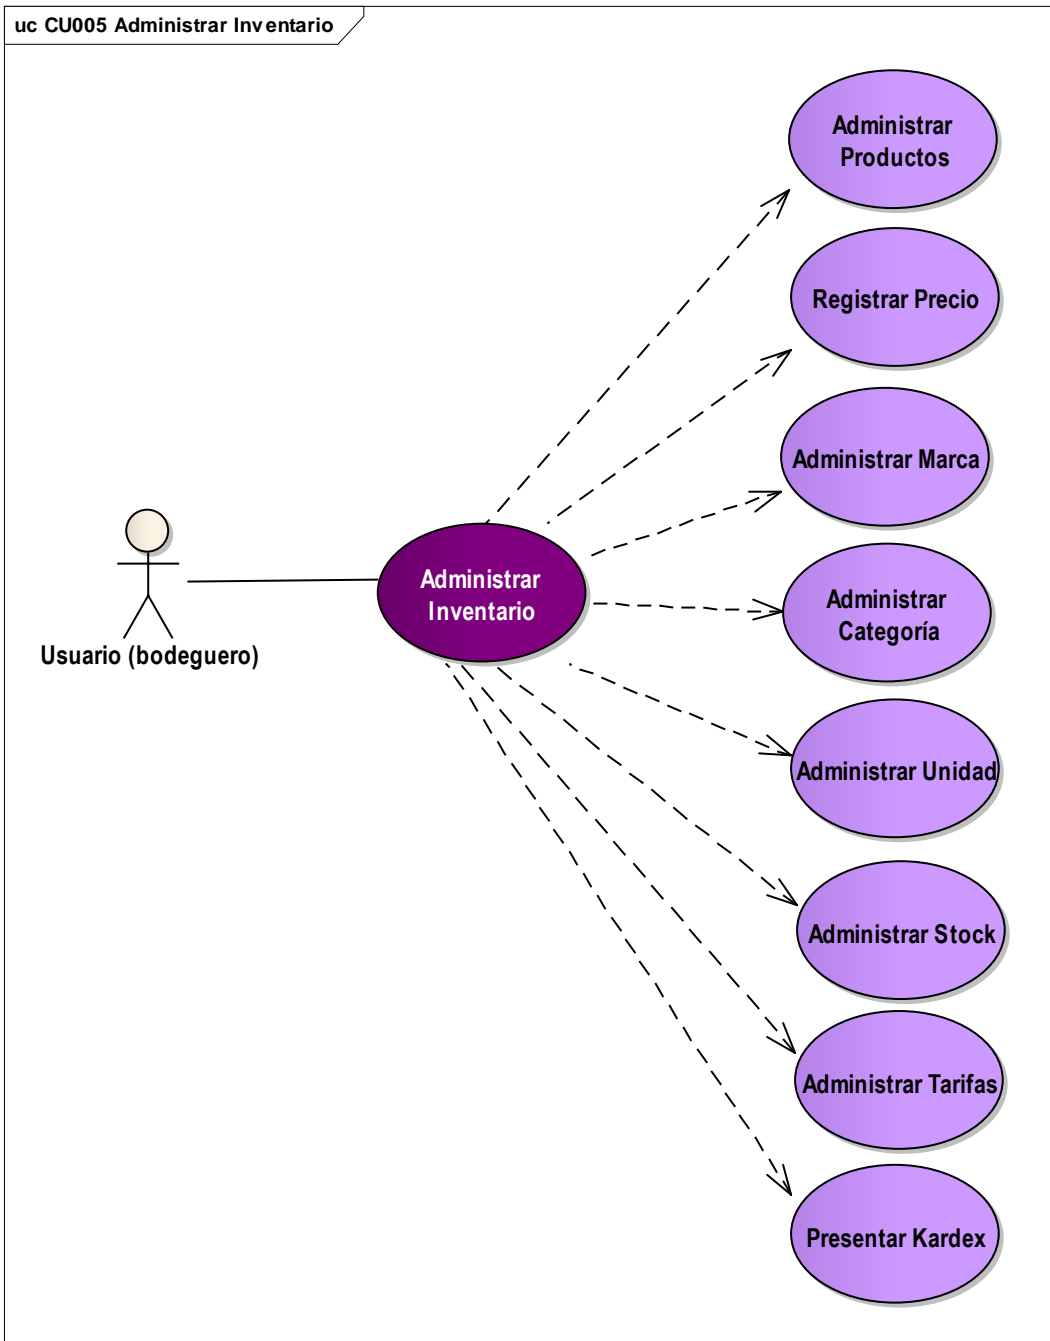 uc CU005 Administrar Inventario
Administrar
Productos
Registrar Precio
Administrar Marca
Administrar
Categoría
Administrar
Inventario
Usuario (bodeguero)
Administrar Unidad
Administrar Stock
Administrar Tarifas
Presentar Kardex